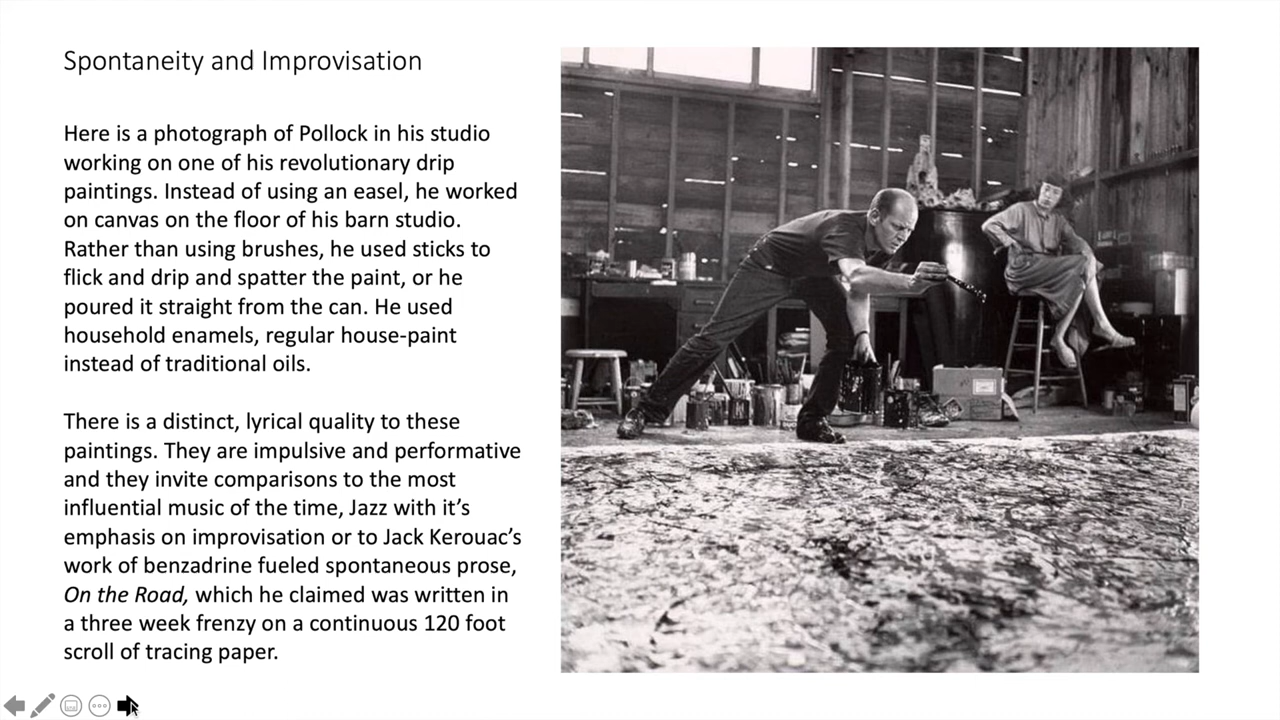 Spontaneity and Improvisation
Here is a photograph of Pollock in his studio
working on one of his revolutionary drip
paintings. Instead of using an easel, he worked
on canvas on the floor of his barn studio.
Rather than using brushes, he used sticks to
flick and drip and spatter the paint, or he
poured it straight from the can. He used
household enamels, regular house-paint
instead of traditional oils.
There is a distinct, lyrical quality to these
paintings. They are impulsive and performative
and they invite comparisons to the most
influential music of the time, Jazz with it’s
emphasis on improvisation or to Jack Kerouac’s
work of benzadrine fueled spontaneous prose,
On the Road, which he claimed was written in
a three week frenzy on a continuous 120 foot
scroll of tracing paper.